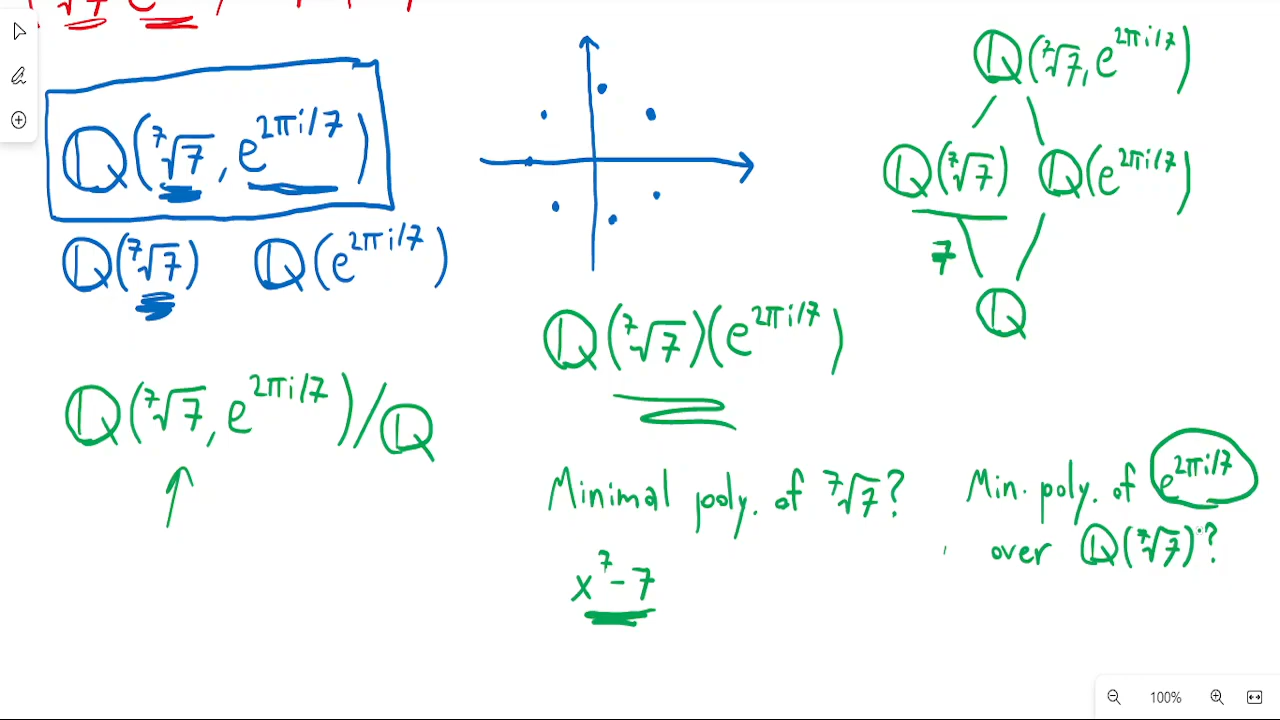 ℚ(⁷√7, e^{2πi/7})
ℚ(⁷√7) ℚ(e^{2πi/7})
ℚ(⁷√7, e^{2πi/7})/ℚ
ℚ(⁷√7)(e^{2πi/7})
Minimal poly. of ⁷√7?
x⁷-7
ℚ(⁷√7, e^{2πi/7})
ℚ(⁷√7) ℚ(e^{2πi/7})
7
ℚ
Min. poly. of e^{2πi/7}
over ℚ(⁷√7)?
100%